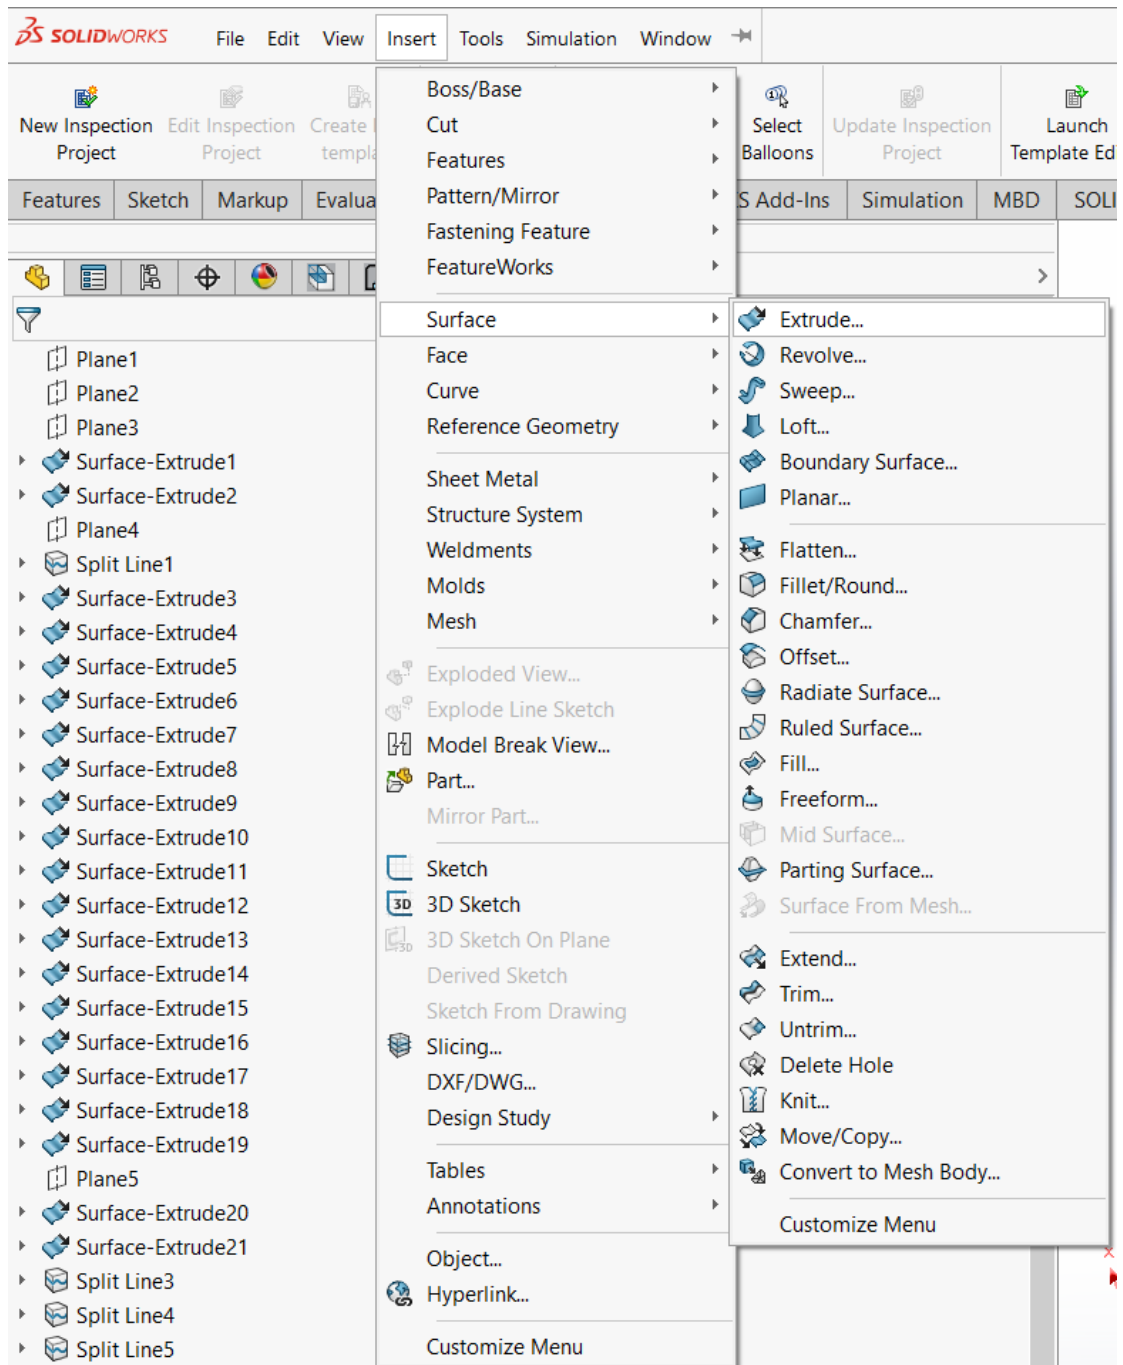 SOLIDWORKS File Edit View Insert Tools Simulation Window
New Inspection Project
Edit Inspection Project
Create
templa
Select Balloons
Update Inspection Project
Launch
Template Ed
Features Sketch Markup Evalua S Add-Ins Simulation MBD SOLI
Plane1
Plane2
Plane3
Surface-Extrude1
Surface-Extrude2
Plane4
Split Line1
Surface-Extrude3
Surface-Extrude4
Surface-Extrude5
Surface-Extrude6
Surface-Extrude7
Surface-Extrude8
Surface-Extrude9
Surface-Extrude10
Surface-Extrude11
Surface-Extrude12
Surface-Extrude13
Surface-Extrude14
Surface-Extrude15
Surface-Extrude16
Surface-Extrude17
Surface-Extrude18
Surface-Extrude19
Plane5
Surface-Extrude20
Surface-Extrude21
Split Line3
Split Line4
Split Line5
Boss/Base
Cut
Features
Pattern/Mirror
Fastening Feature
FeatureWorks
Surface
Face
Curve
Reference Geometry
Sheet Metal
Structure System
Weldments
Molds
Mesh
Exploded View...
Explode Line Sketch
Model Break View...
Part...
Mirror Part...
Sketch
3D Sketch
3D Sketch On Plane
Derived Sketch
Sketch From Drawing
Slicing...
DXF/DWG...
Design Study
Tables
Annotations
Object...
Hyperlink...
Customize Menu
Extrude...
Revolve...
Sweep...
Loft...
Boundary Surface...
Planar...
Flatten...
Fillet/Round...
Chamfer...
Offset...
Radiate Surface...
Ruled Surface...
Fill...
Freeform...
Mid Surface...
Parting Surface...
Surface From Mesh...
Extend...
Trim...
Untrim...
Delete Hole
Knit...
Move/Copy...
Convert to Mesh Body...
Customize Menu